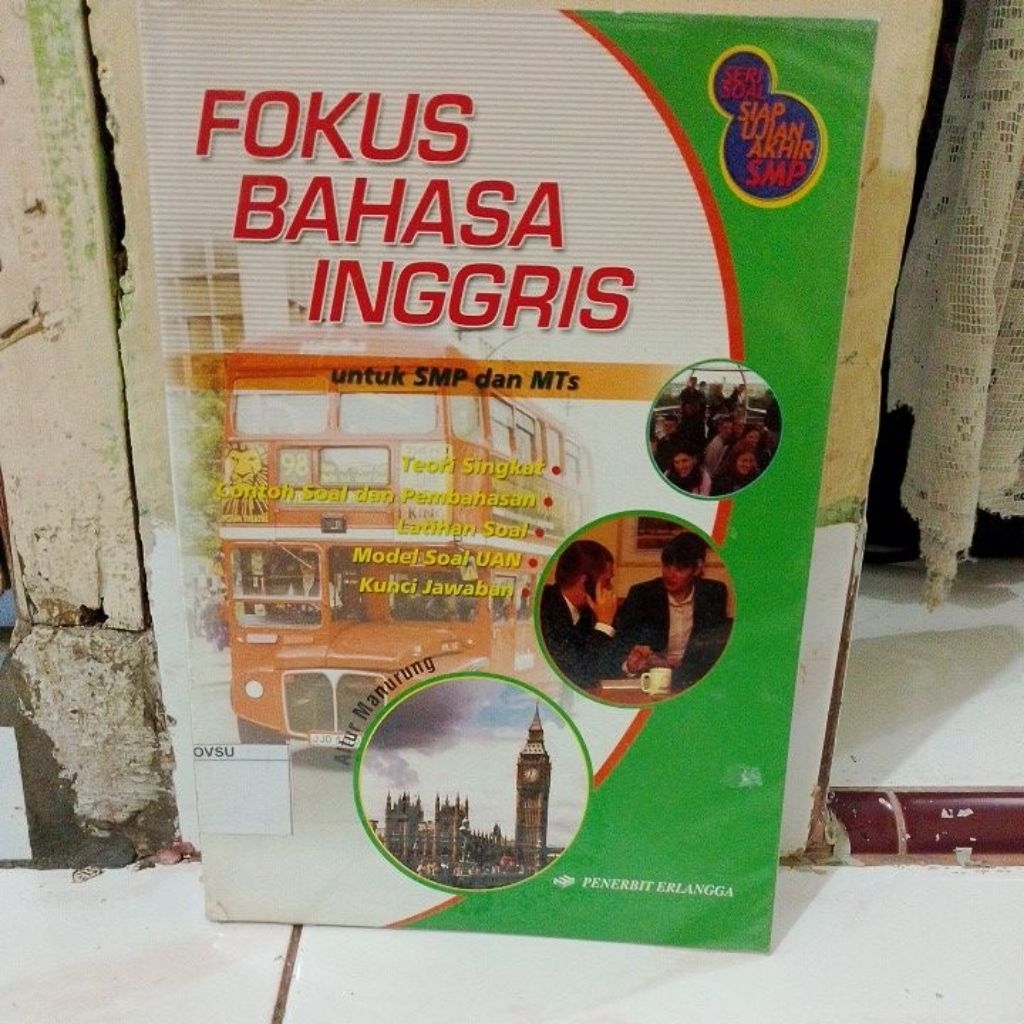 SERI
SOAL
SIAP
UJIAN
AKHIR
SMP
FOKUS
BAHASA
INGGRIS
untuk SMP dan MTs
98
Teori Singkat
Contoh Soal dan Pembahasan
Latihan Soal
Model Soal UAN
Kunci Jawaban
Manurung
OVSU
PENERBIT ERLANGGA